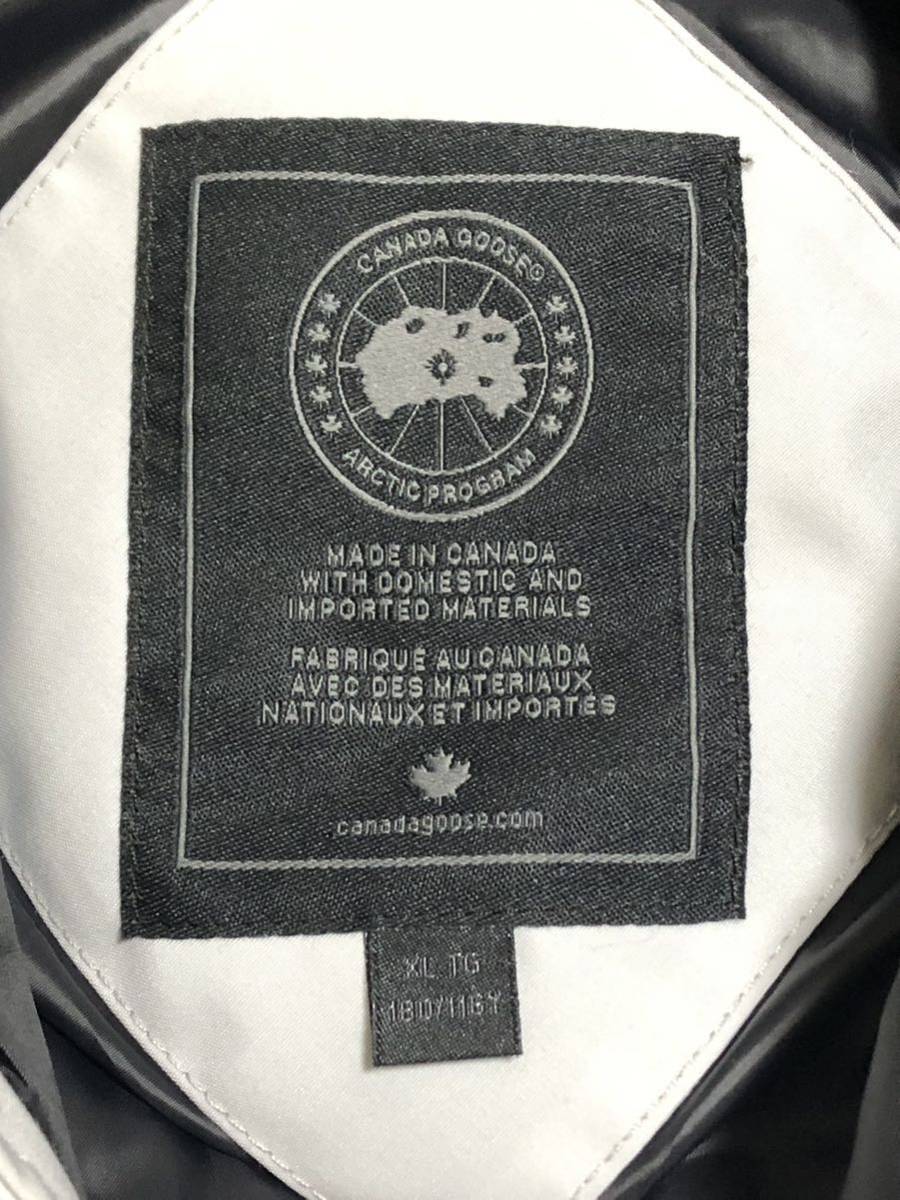 CANADA GOOSE®
ARCTIC PROGRAM
MADE IN CANADA
WITH DOMESTIC AND
IMPORTED MATERIALS
FABRIQUÉ AU CANADA
AVEC DES MATERIAUX
NATIONAUX ET IMPORTÉS
canadagoose.com
XL TG
180/116Y